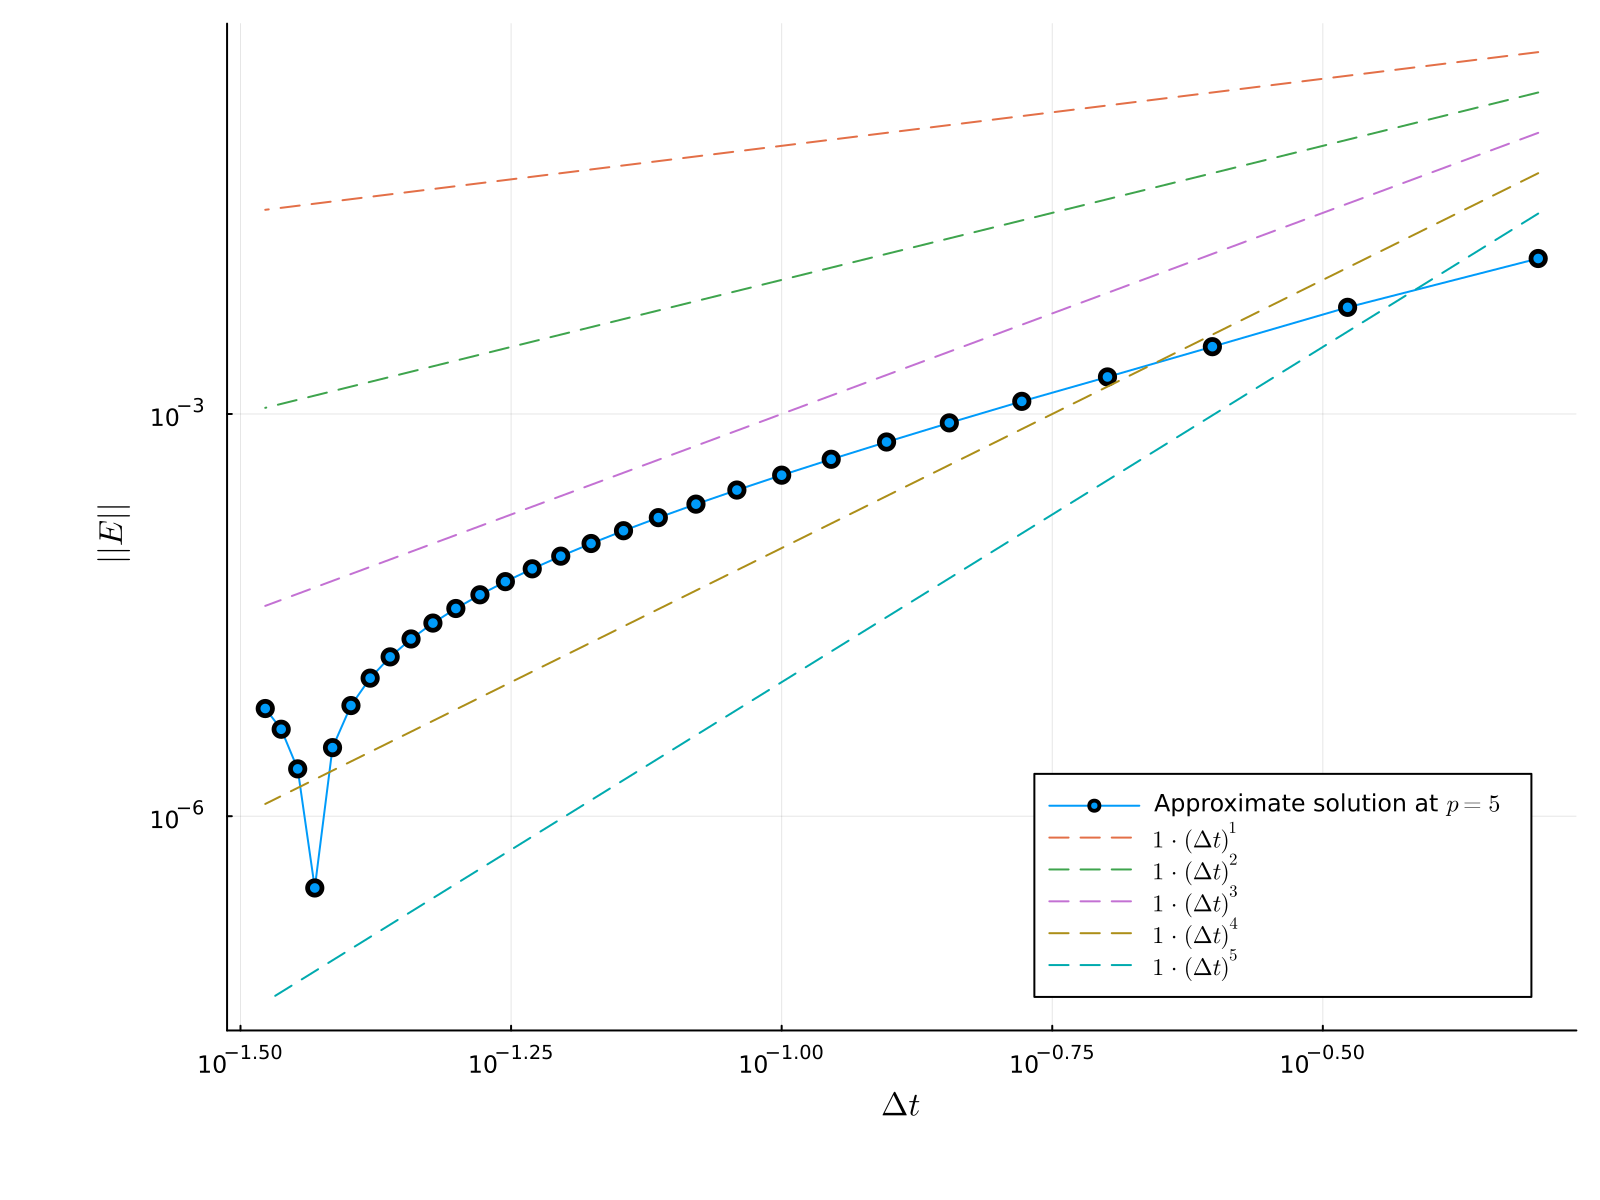 ||E||
10⁻³
10⁻⁶
10⁻¹·⁵⁰
10⁻¹·²⁵
10⁻¹·⁰⁰
10⁻⁰·⁷⁵
10⁻⁰·⁵⁰
Δt
Approximate solution at p = 5
1 · (Δt)¹
1 · (Δt)²
1 · (Δt)³
1 · (Δt)⁴
1 · (Δt)⁵